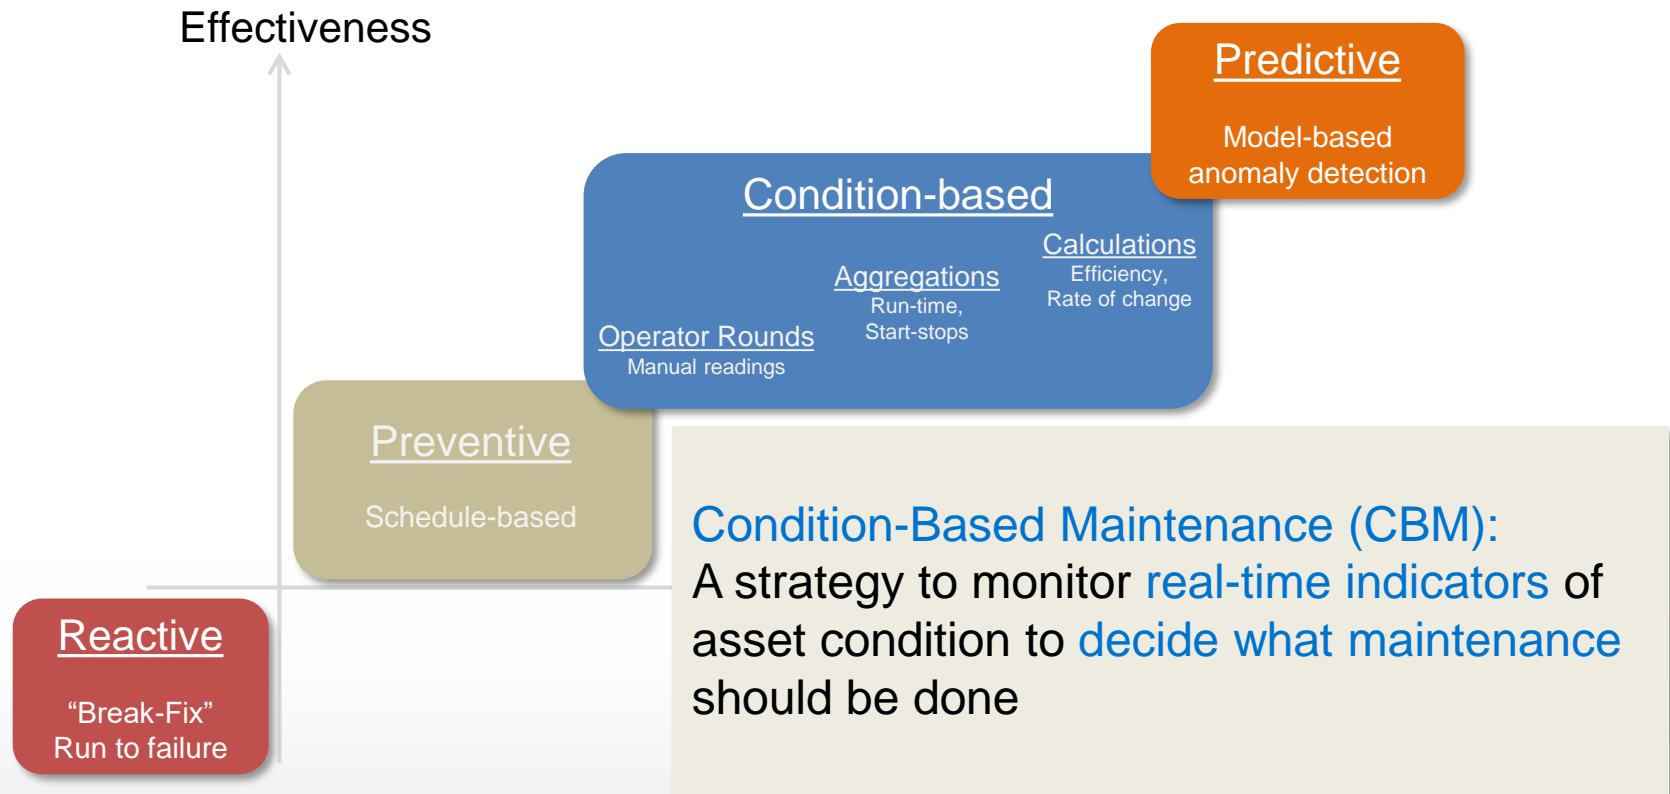 Effectiveness
Predictive
Model-based
anomaly detection
Condition-based
Calculations
Efficiency,
Rate of change
Aggregations
Run-time,
Start-stops
Operator Rounds
Manual readings
Preventive
Schedule-based
Condition-Based Maintenance (CBM):
A strategy to monitor real-time indicators of
asset condition to decide what maintenance
should be done
Reactive
“Break-Fix”
Run to failure